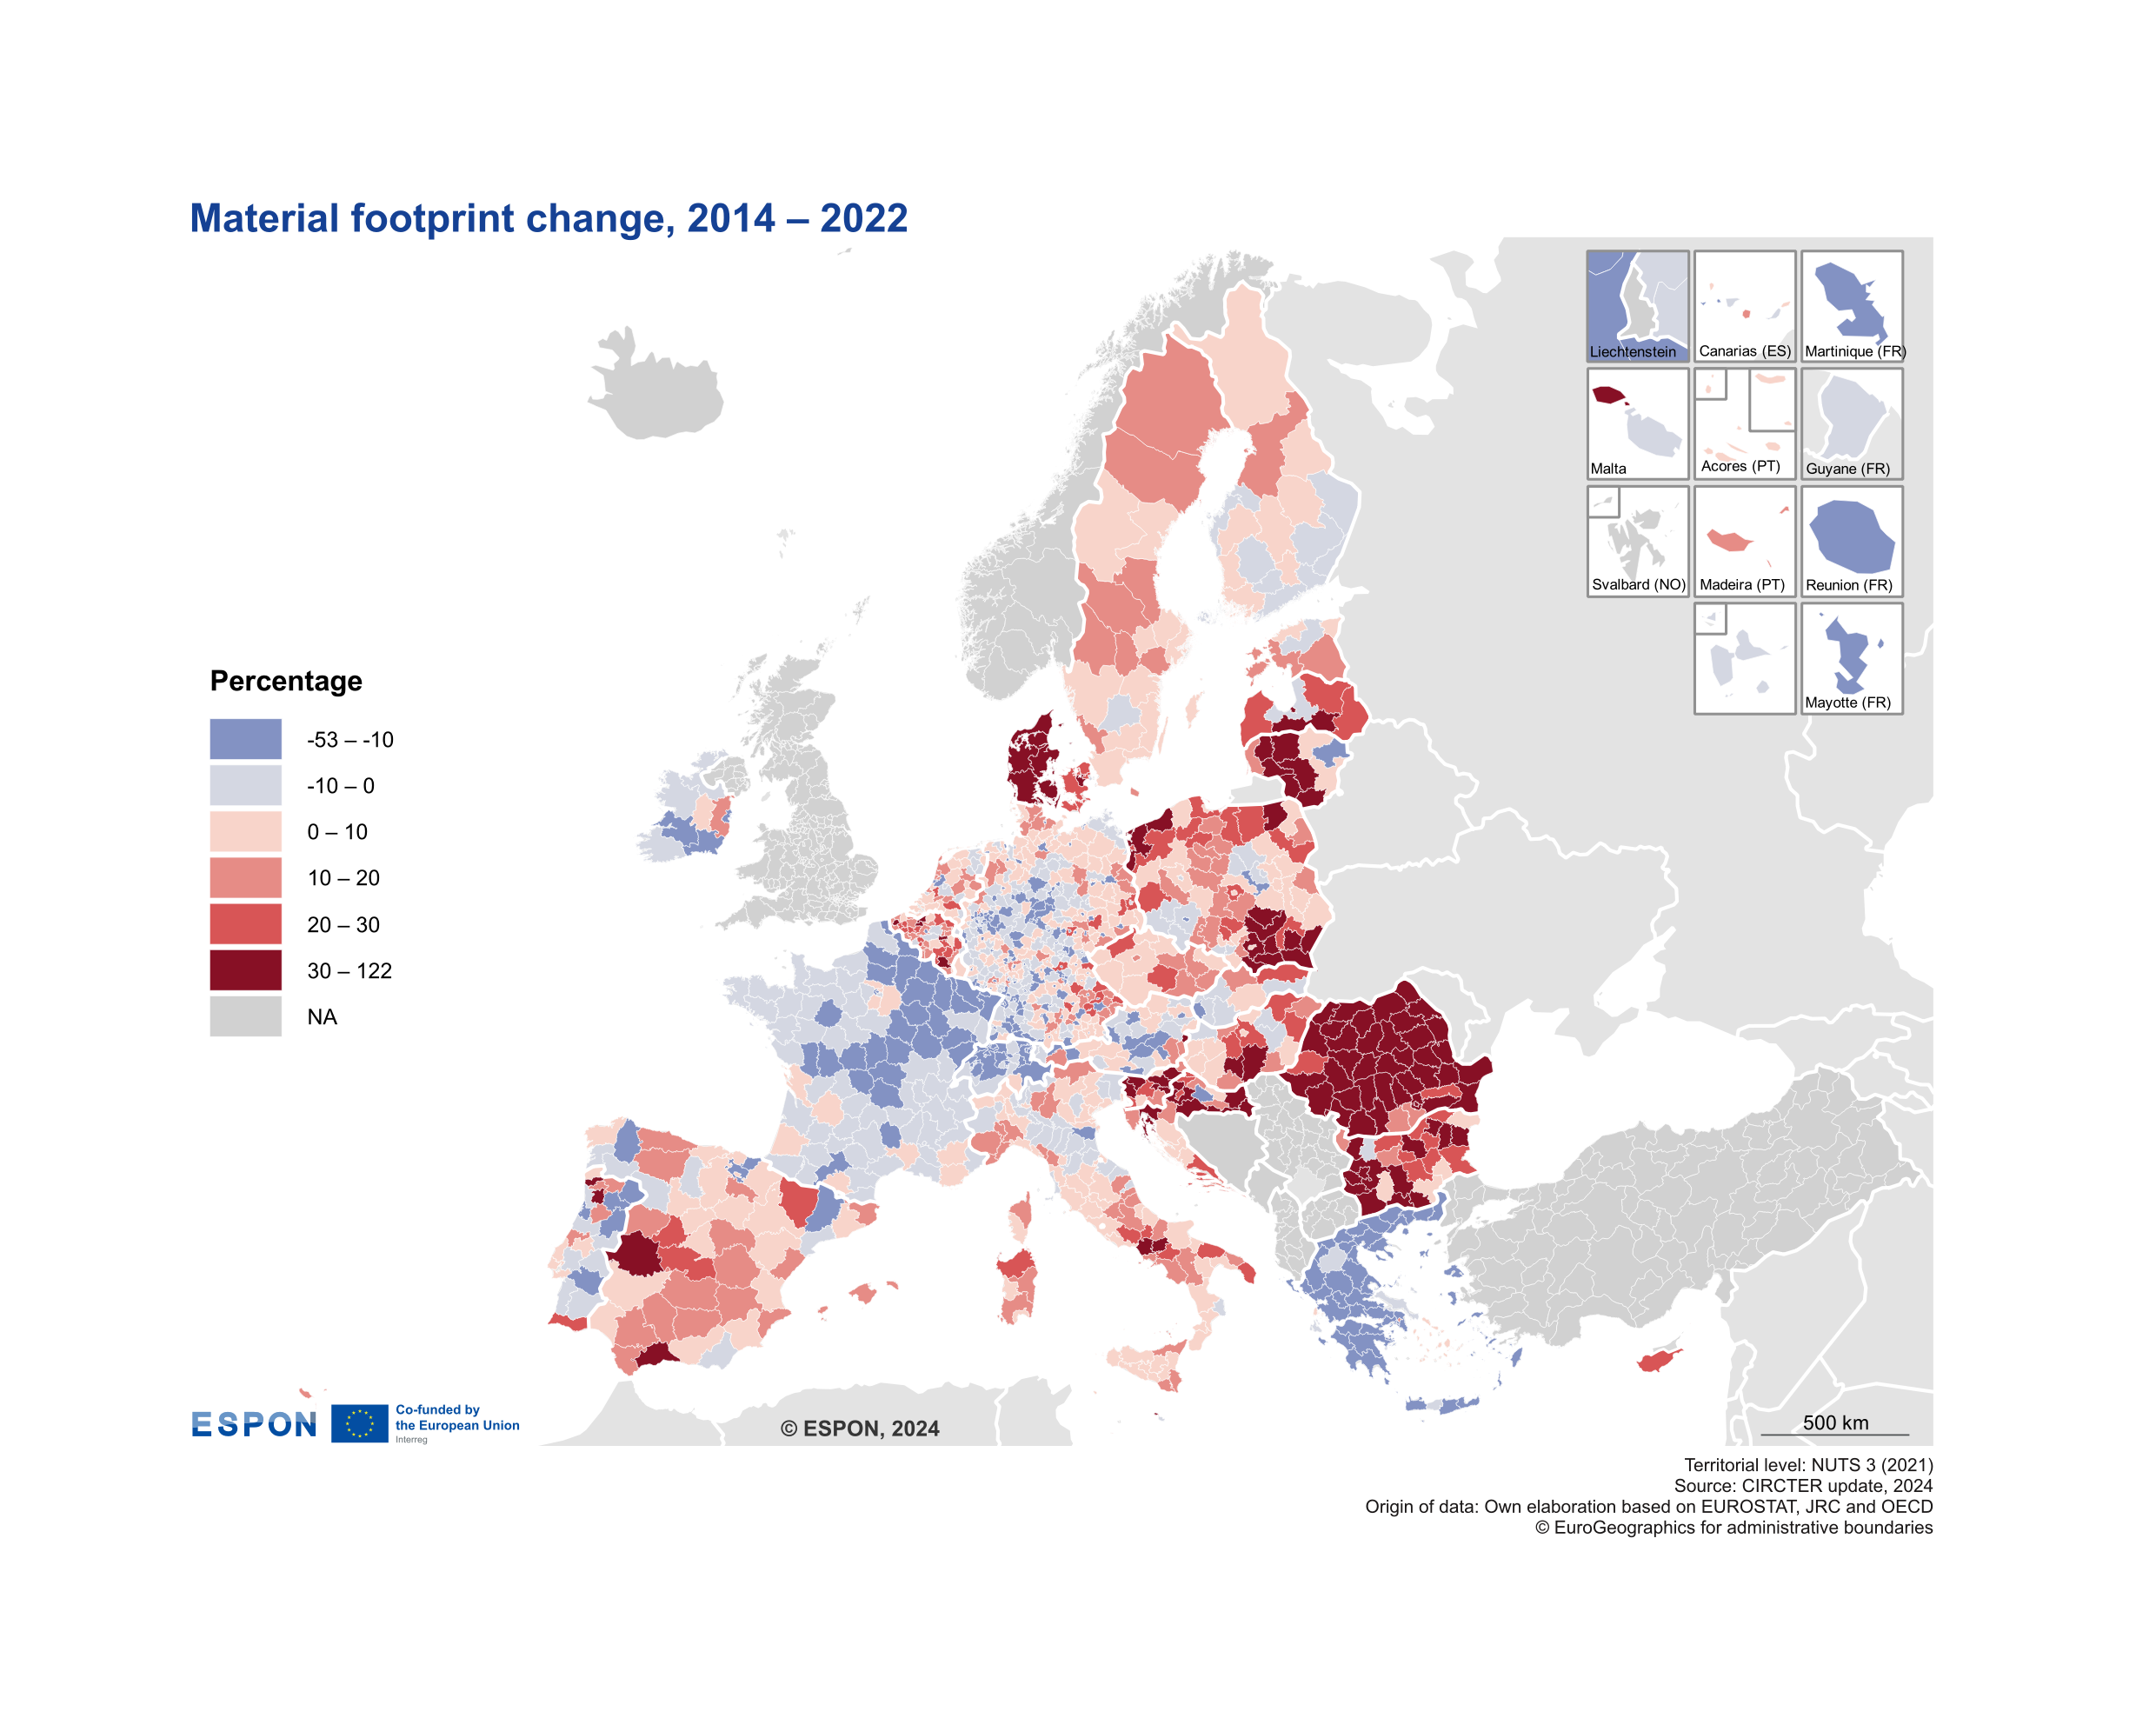 Material footprint change, 2014 – 2022
Liechtenstein
Canarias (ES)
Martinique (FR)
Malta
Acores (PT)
Guyane (FR)
Svalbard (NO)
Madeira (PT)
Reunion (FR)
Mayotte (FR)
Percentage
-53 – -10
-10 – 0
0 – 10
10 – 20
20 – 30
30 – 122
NA
ESPON
Co-funded by
the European Union
Interreg
© ESPON, 2024
500 km
Territorial level: NUTS 3 (2021)
Source: CIRCTER update, 2024
Origin of data: Own elaboration based on EUROSTAT, JRC and OECD
© EuroGeographics for administrative boundaries